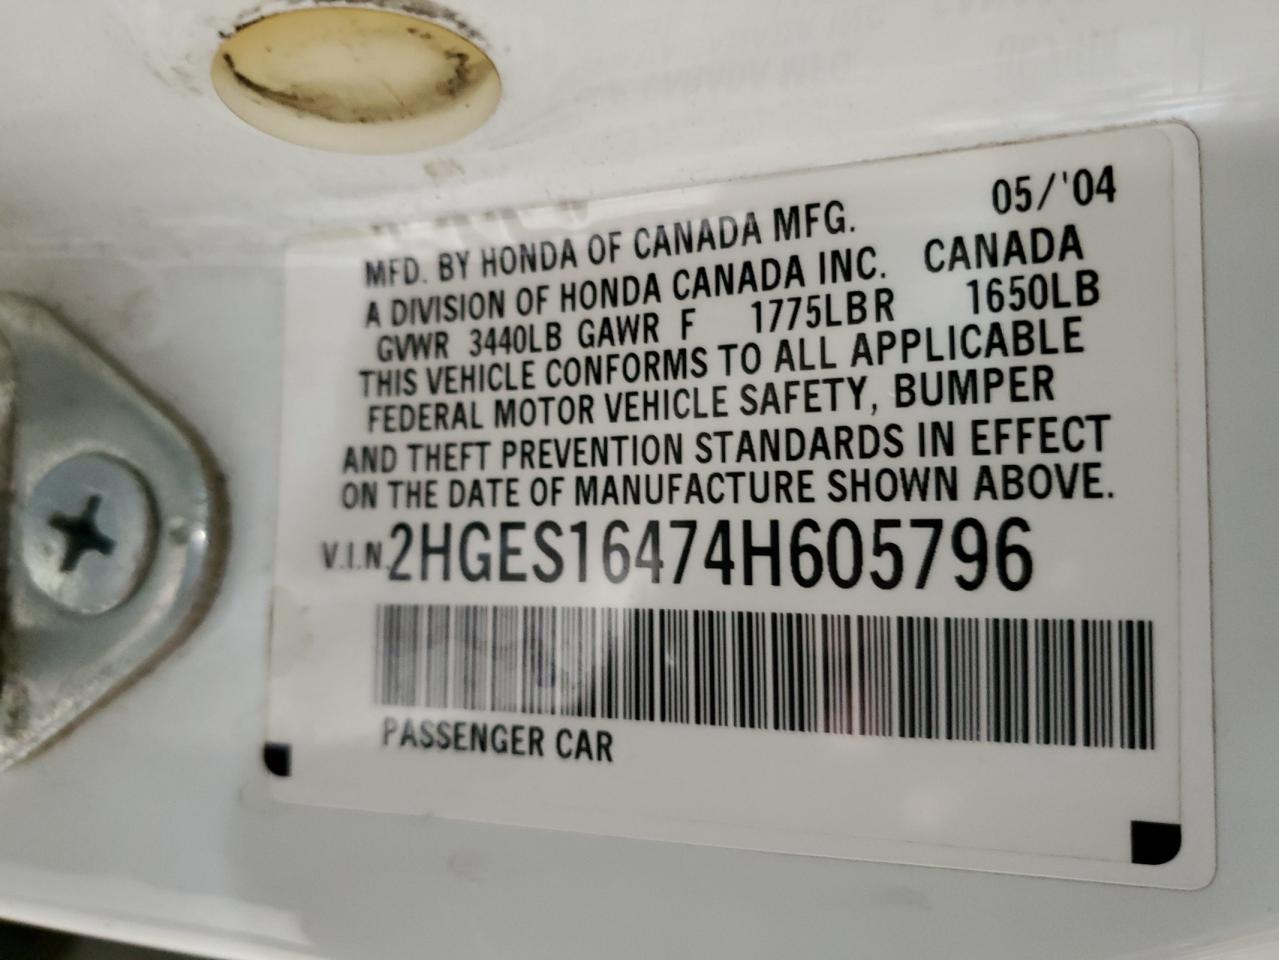 05/'04
MFD. BY HONDA OF CANADA MFG.
A DIVISION OF HONDA CANADA INC. CANADA
GVWR 3440LB GAWR F 1775LB R 1650LB
THIS VEHICLE CONFORMS TO ALL APPLICABLE
FEDERAL MOTOR VEHICLE SAFETY, BUMPER
AND THEFT PREVENTION STANDARDS IN EFFECT
ON THE DATE OF MANUFACTURE SHOWN ABOVE.
V.I.N. 2HGES16474H605796
PASSENGER CAR